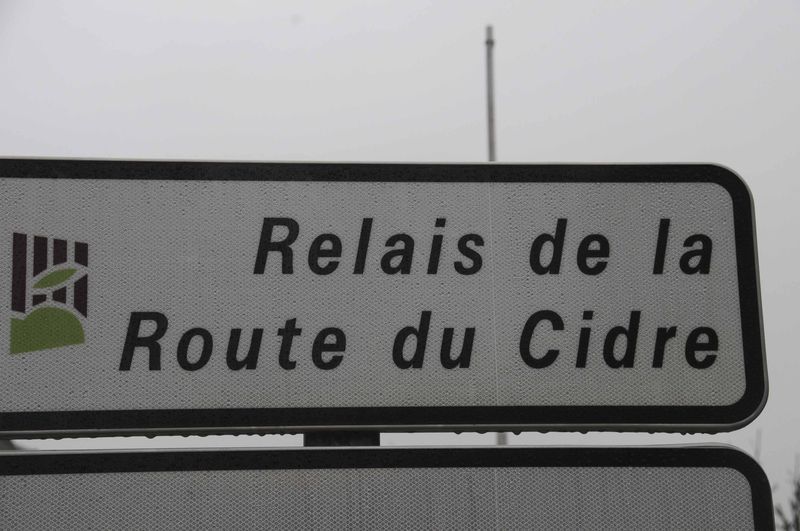 Relais de la
Route du Cidre